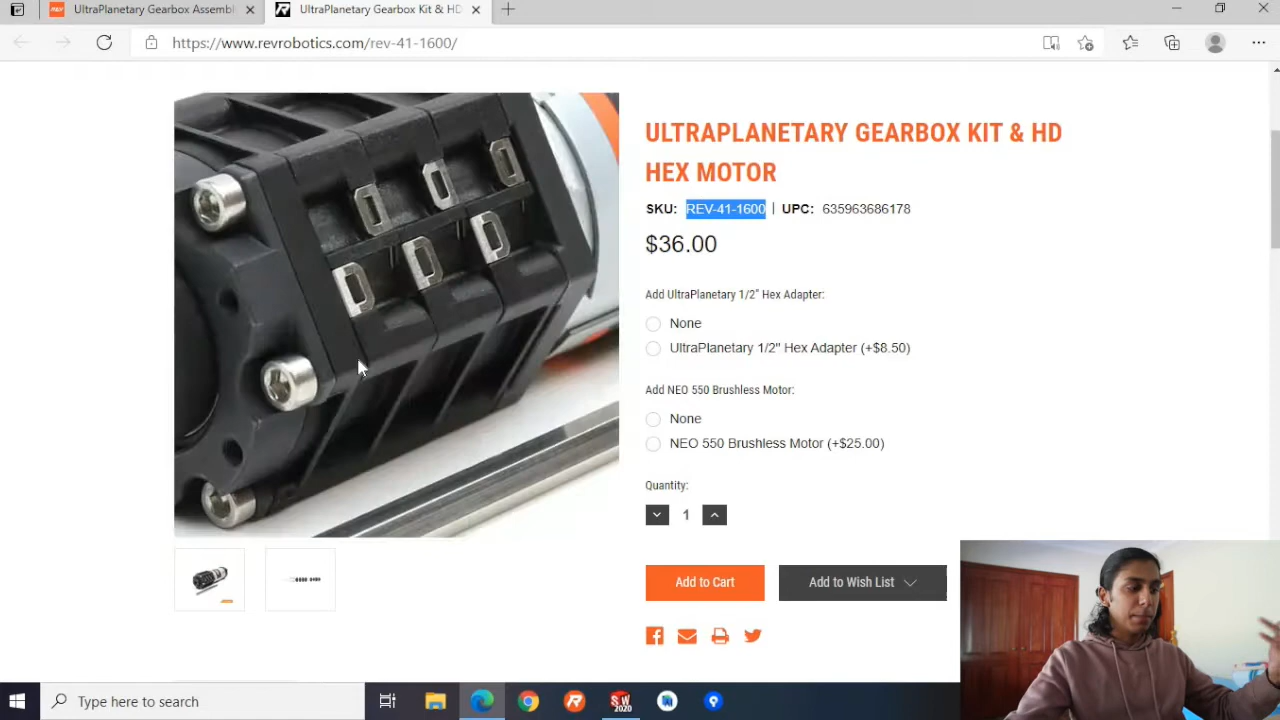 UltraPlanetary Gearbox Assembl
UltraPlanetary Gearbox Kit & HD
https://www.revrobotics.com/rev-41-1600/
ULTRAPLANETARY GEARBOX KIT & HD
HEX MOTOR
SKU: REV-41-1600 | UPC: 635963686178
$36.00
Add UltraPlanetary 1/2" Hex Adapter:
None
UltraPlanetary 1/2" Hex Adapter (+$8.50)
Add NEO 550 Brushless Motor:
None
NEO 550 Brushless Motor (+$25.00)
Quantity:
1
Add to Cart
Add to Wish List
Type here to search
SW
2020